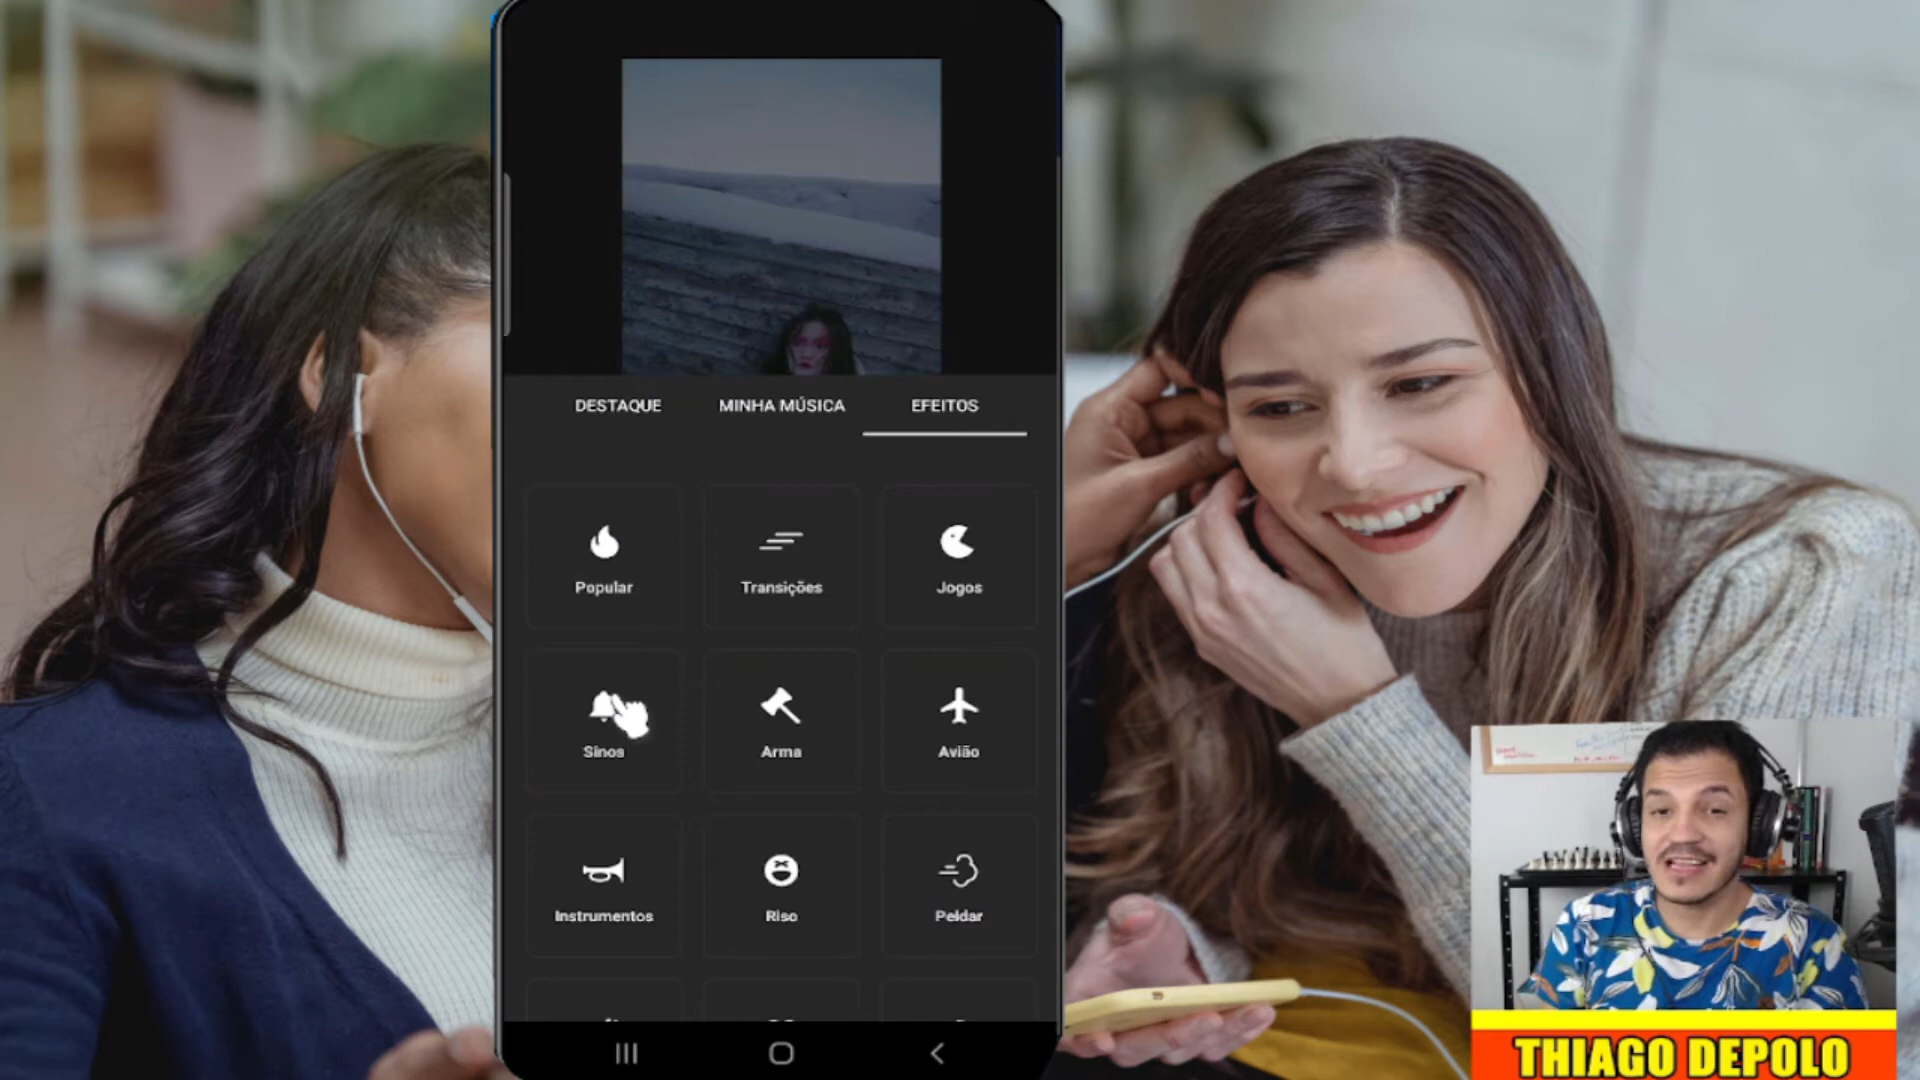 DESTAQUE MINHA MÚSICA EFEITOS
Popular Transições Jogos
Sinos Arma Avião
Instrumentos Riso Peidar
THIAGO DEPOLO